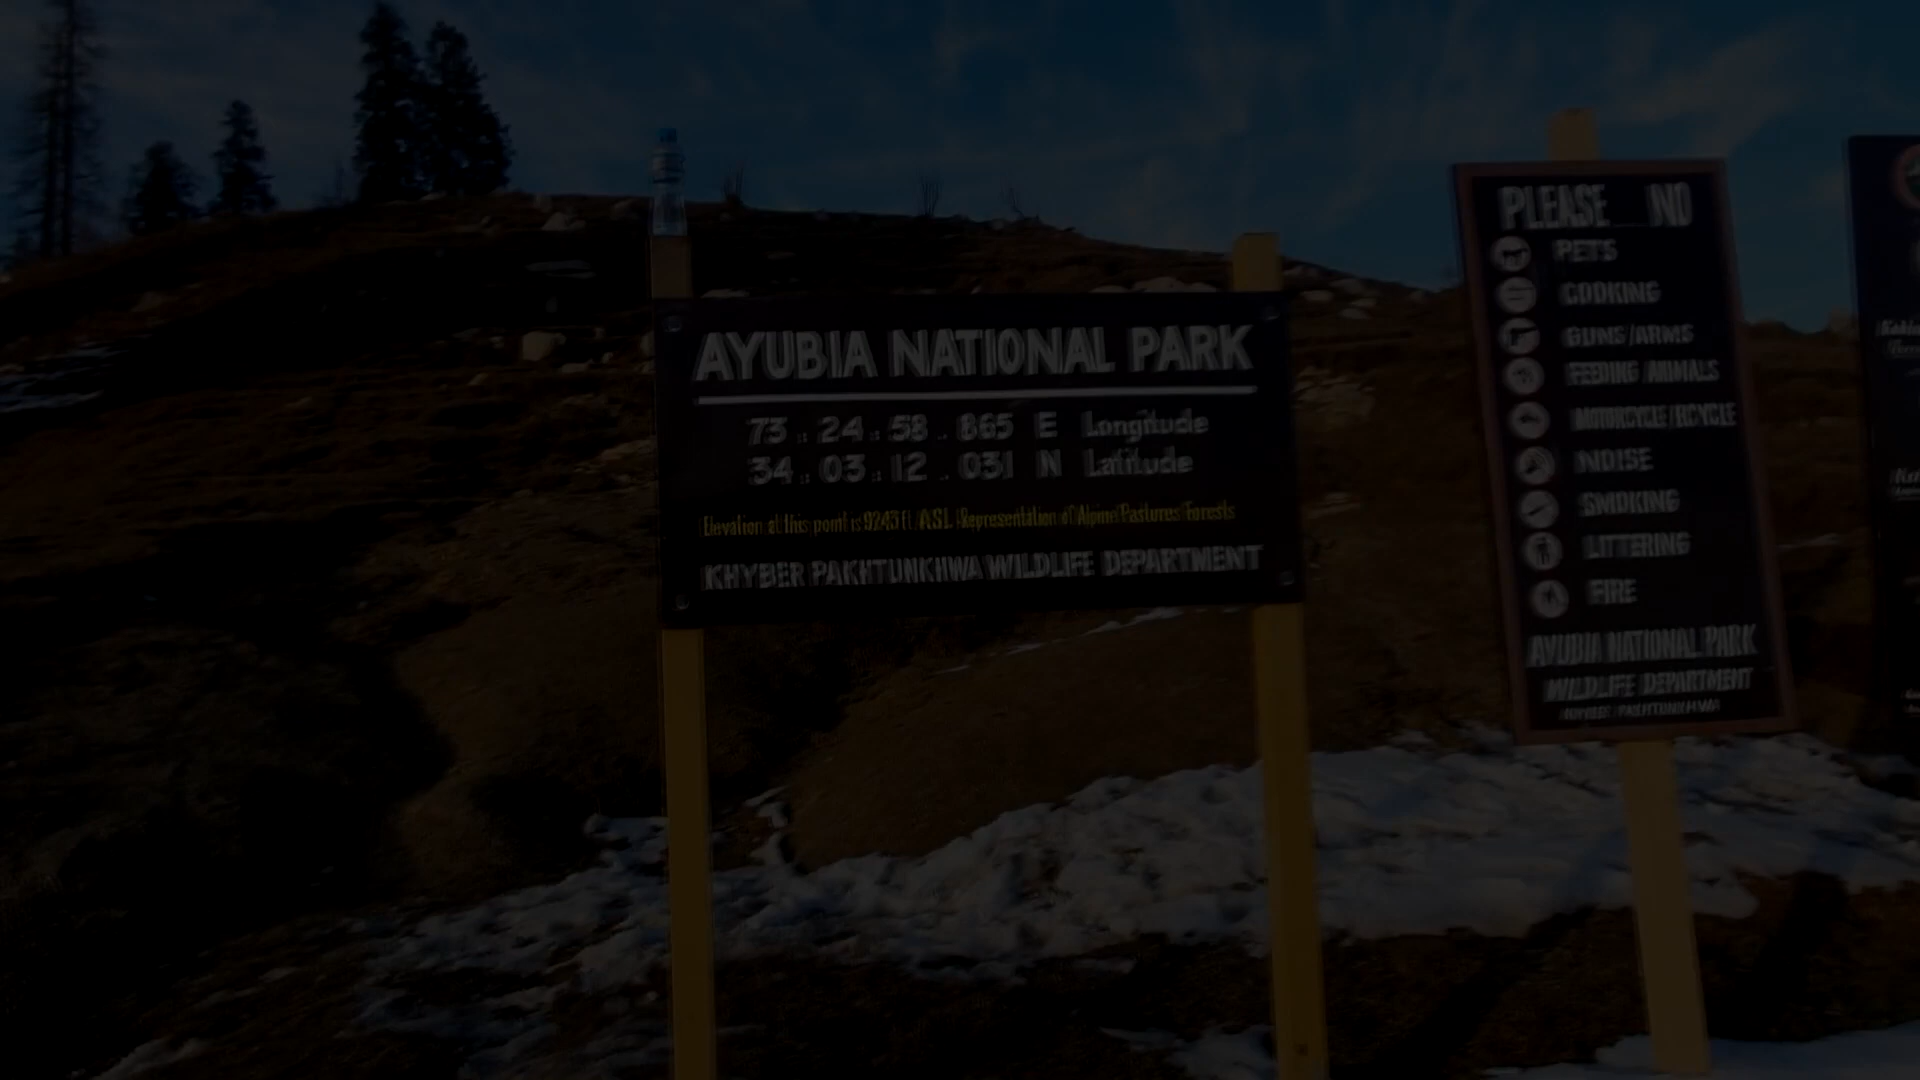 AYUBIA NATIONAL PARK
73 : 24 : 58 . 865 E Longitude
34 : 03 : 12 . 031 N Latitude
Elevation at this point is 9243 ft ASL Representation of Alpine Pastures Forests
KHYBER PAKHTUNKHWA WILDLIFE DEPARTMENT
PLEASE NO
PETS
COOKING
GUNS/ARMS
FEEDING ANIMALS
MOTORCYCLE/BICYCLE
NOISE
SMOKING
LITTERING
FIRE
AYUBIA NATIONAL PARK
WILDLIFE DEPARTMENT
KHYBER PAKHTUNKHWA